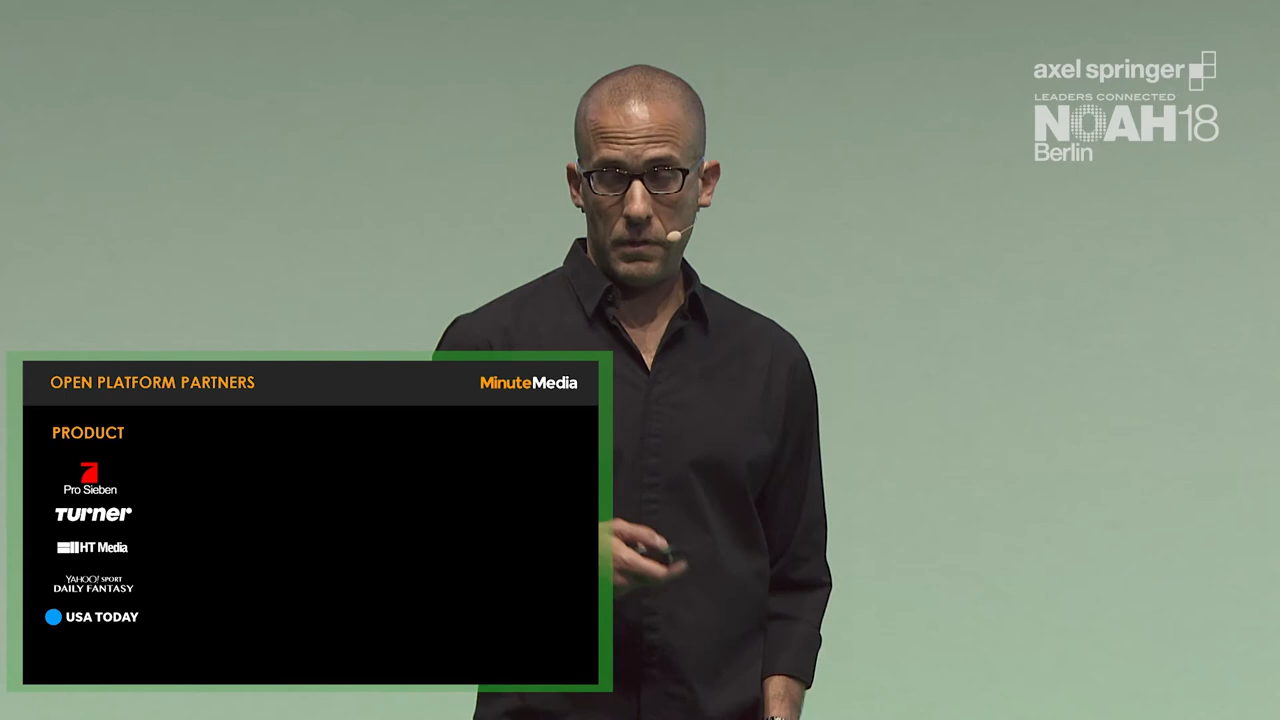 axel springer
LEADERS CONNECTED
NOAH18
Berlin
OPEN PLATFORM PARTNERS
MinuteMedia
PRODUCT
Pro Sieben
TURNER
HT Media
YAHOO! SPORT
DAILY FANTASY
USA TODAY